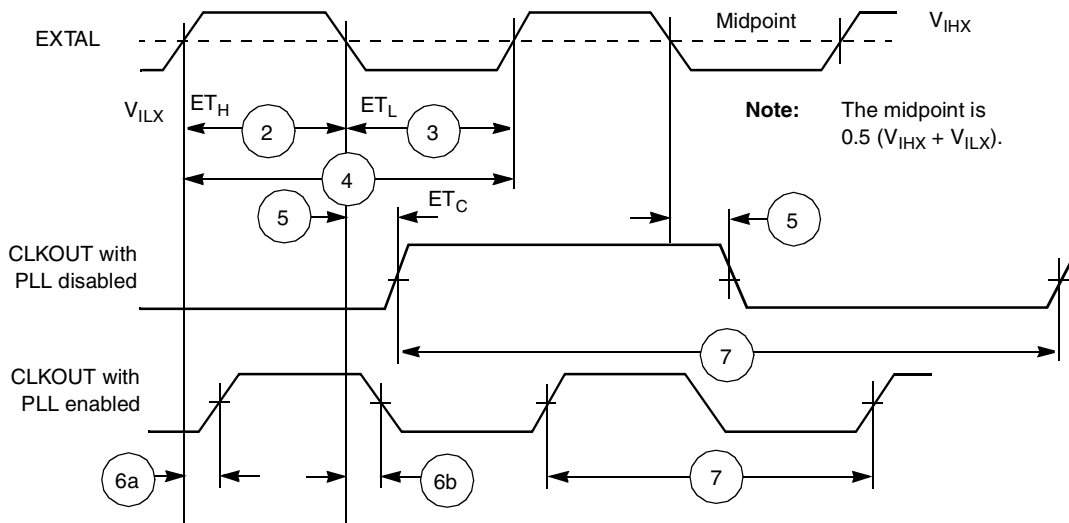 Midpoint
V_IHX
EXTAL
V_ILX
ET_H
ET_L
2
3
Note: The midpoint is
0.5 (V_IHX + V_ILX).
4
ET_C
5
5
CLKOUT with
PLL disabled
7
CLKOUT with
PLL enabled
6a
6b
7